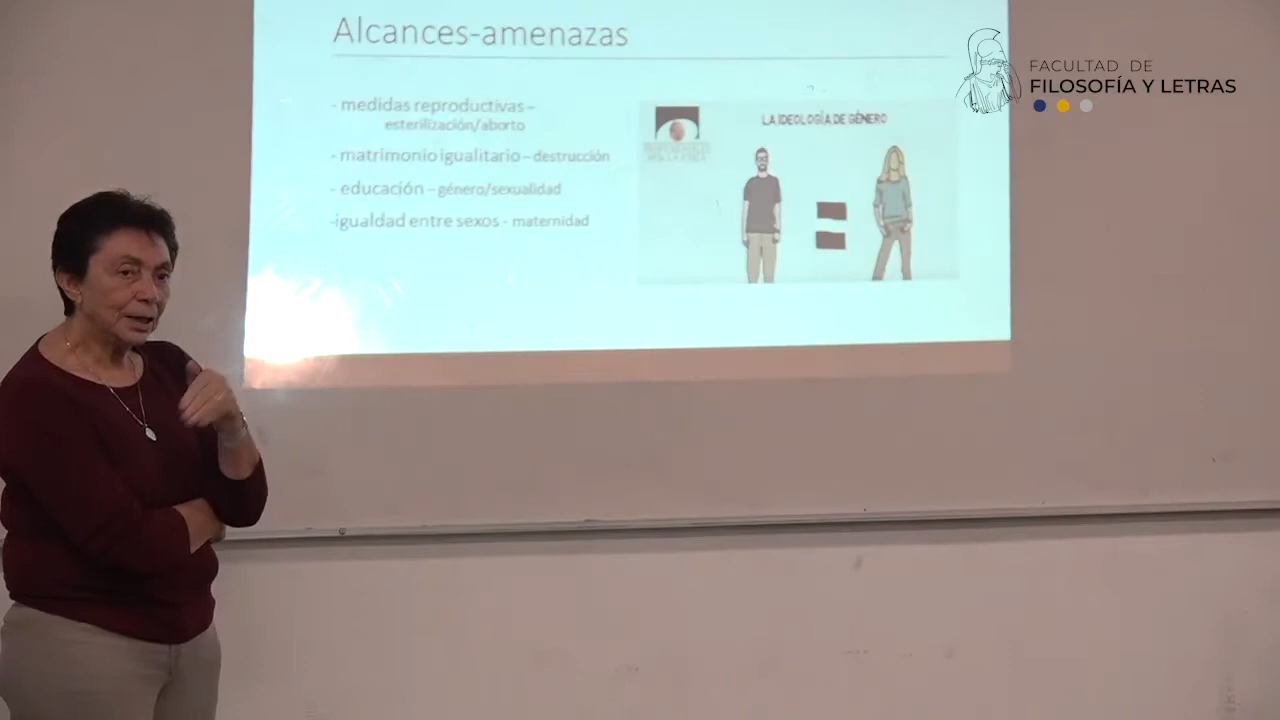 Alcances-amenazas
- medidas reproductivas –
esterilización/aborto
- matrimonio igualitario – destrucción
- educación – género/sexualidad
-igualdad entre sexos - maternidad
LA IDEOLOGÍA DE GÉNERO
FACULTAD DE
FILOSOFÍA Y LETRAS